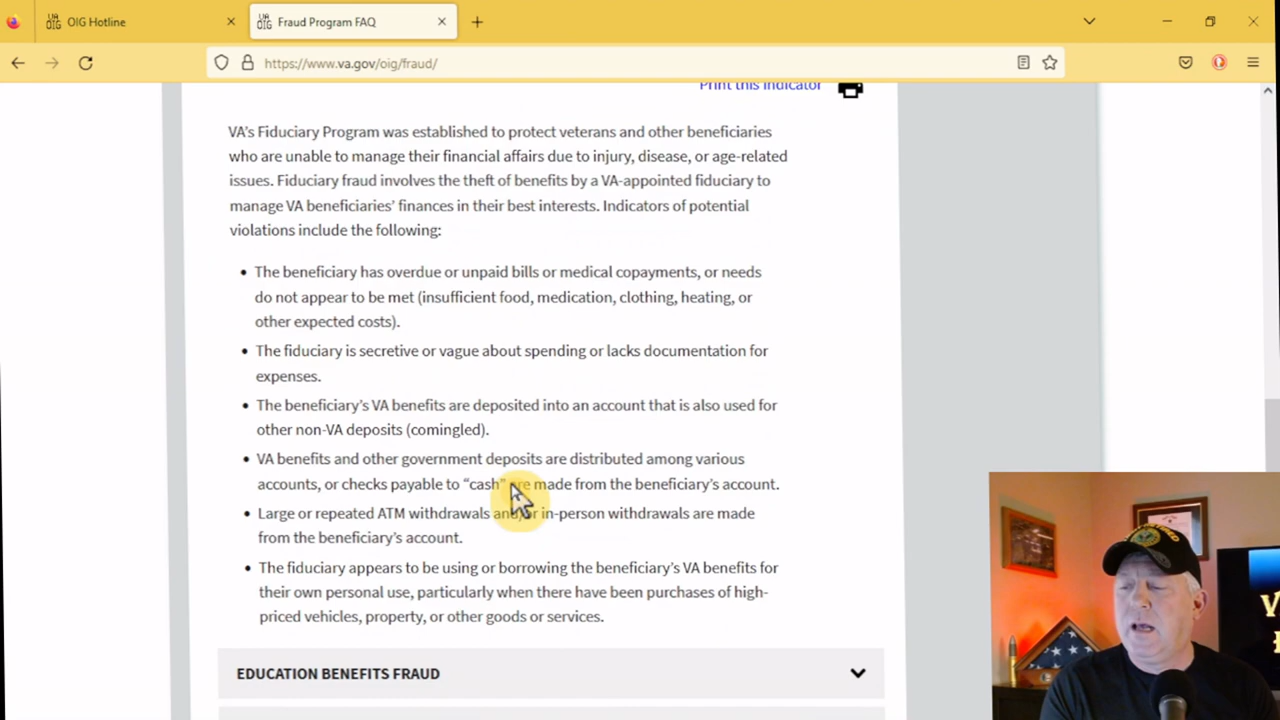 VA OIG
OIG Hotline
VA OIG
Fraud Program FAQ
https://www.va.gov/oig/fraud/
Print this indicator
VA's Fiduciary Program was established to protect veterans and other beneficiaries
who are unable to manage their financial affairs due to injury, disease, or age-related
issues. Fiduciary fraud involves the theft of benefits by a VA-appointed fiduciary to
manage VA beneficiaries' finances in their best interests. Indicators of potential
violations include the following:
• The beneficiary has overdue or unpaid bills or medical copayments, or needs
do not appear to be met (insufficient food, medication, clothing, heating, or
other expected costs).
• The fiduciary is secretive or vague about spending or lacks documentation for
expenses.
• The beneficiary's VA benefits are deposited into an account that is also used for
other non-VA deposits (comingled).
• VA benefits and other government deposits are distributed among various
accounts, or checks payable to “cash” are made from the beneficiary's account.
• Large or repeated ATM withdrawals and/or in-person withdrawals are made
from the beneficiary's account.
• The fiduciary appears to be using or borrowing the beneficiary's VA benefits for
their own personal use, particularly when there have been purchases of high-
priced vehicles, property, or other goods or services.
EDUCATION BENEFITS FRAUD